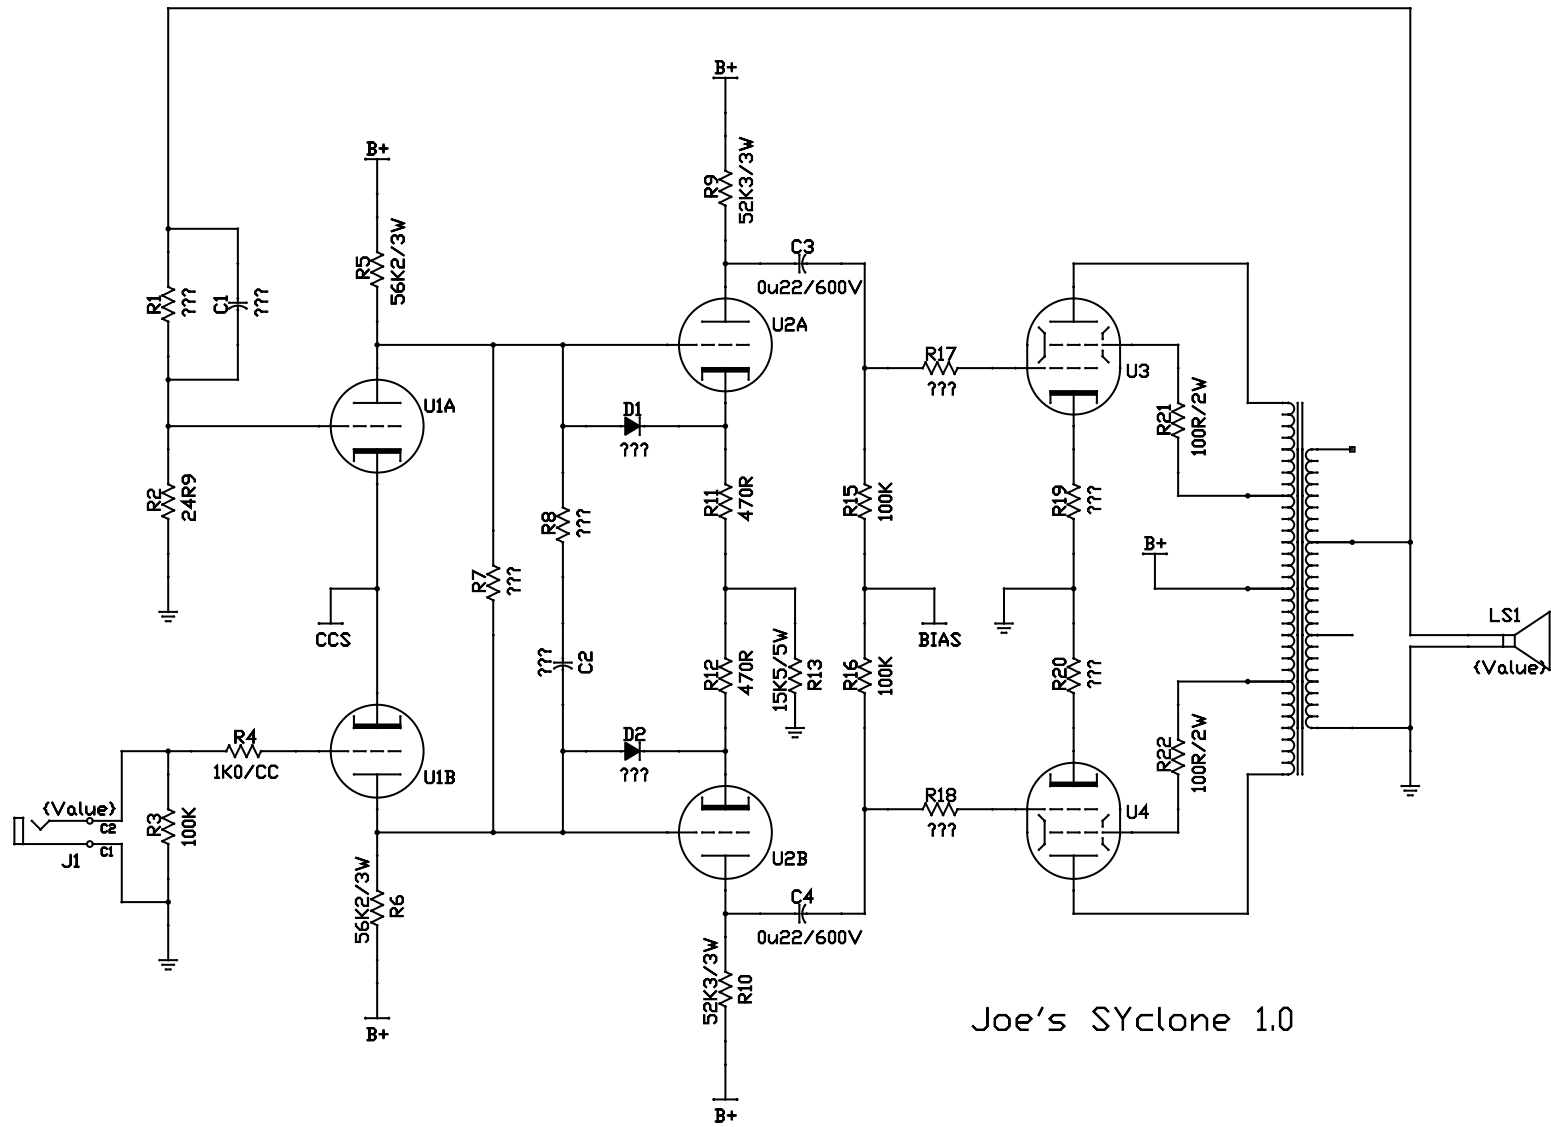 B+
R9
52K3/3W
B+
R5
56K2/3W
C3
0u22/600V
R1
???
C1
???
U2A
R17
???
U3
R21
100R/2W
U1A
D1
???
R2
24R9
R8
???
R11
470R
R15
100K
R19
???
R7
???
B+
CCS
BIAS
LS1
{Value}
???
C2
R12
470R
15K5/5W
R13
R16
100K
R20
???
R4
1K0/CC
D2
???
U1B
R22
100R/2W
{Value}
C2
C1
J1
R3
100K
R18
???
U4
U2B
56K2/3W
R6
C4
0u22/600V
52K3/3W
R10
B+
B+
Joe's SYclone 1.0